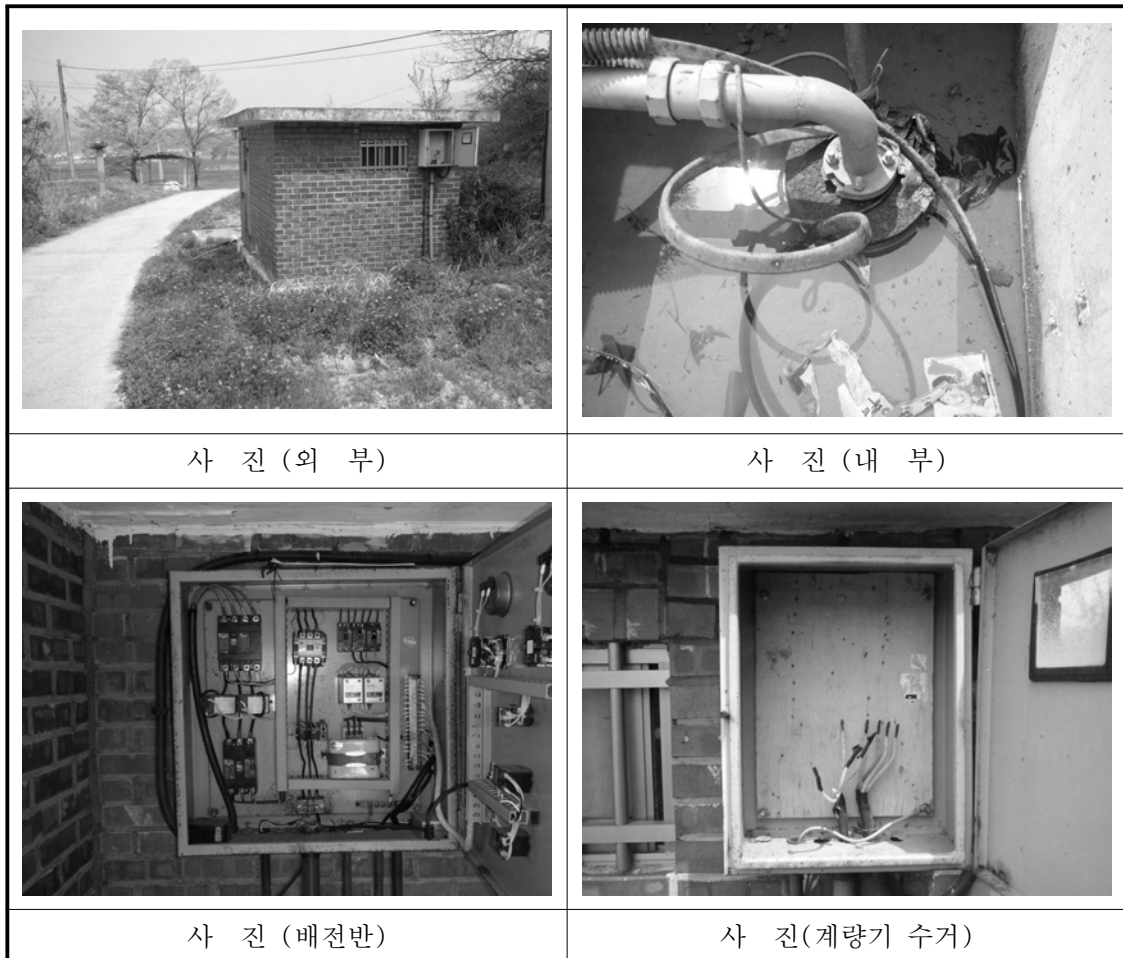 사 진 (외 부)
사 진 (내 부)
사 진 (배전반)
사 진(계량기 수거)